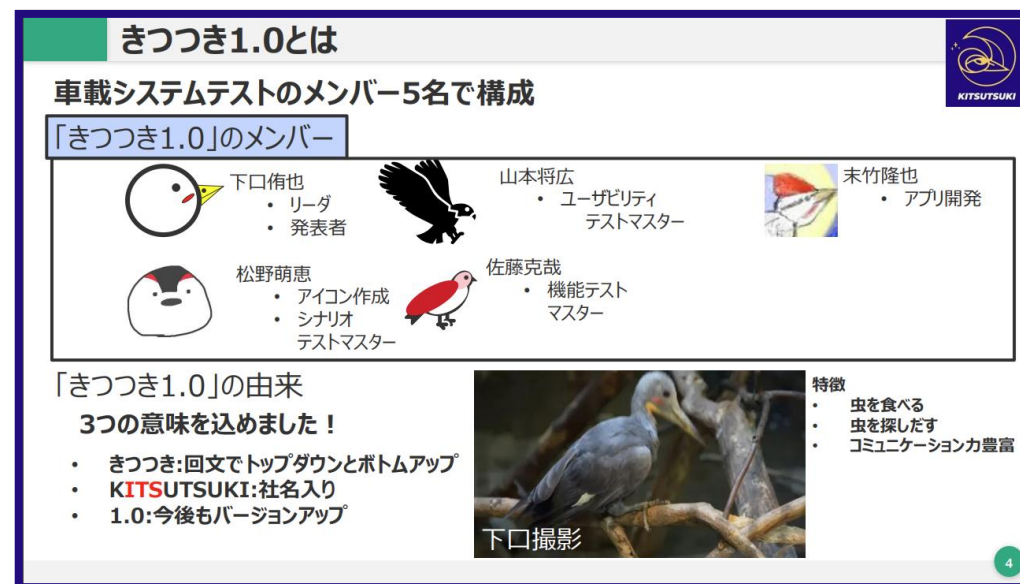 きつつき1.0とは
KITSUTSUKI
車載システムテストのメンバー5名で構成
「きつつき1.0」のメンバー
下口侑也
• リーダ
• 発表者
山本将広
• ユーザビリティ
テストマスター
末竹隆也
• アプリ開発
松野萌恵
• アイコン作成
• シナリオ
テストマスター
佐藤克哉
• 機能テスト
マスター
「きつつき1.0」の由来
3つの意味を込めました！
• きつつき:回文でトップダウンとボトムアップ
• KITSUTSUKI:社名入り
• 1.0:今後もバージョンアップ
下口撮影
特徴
• 虫を食べる
• 虫を探しだす
• コミュニケーション力豊富
4